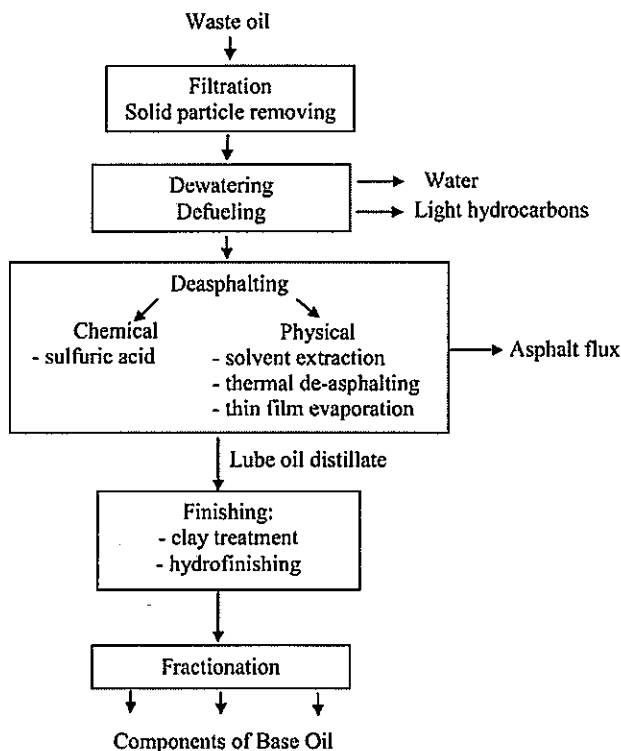 Waste oil
Filtration
Solid particle removing
Dewatering
Defueling
Water
Light hydrocarbons
Deasphalting
Chemical
- sulfuric acid
Physical
- solvent extraction
- thermal de-asphalting
- thin film evaporation
Asphalt flux
Lube oil distillate
Finishing:
- clay treatment
- hydrofinishing
Fractionation
Components of Base Oil